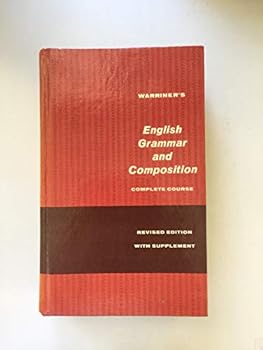 WARRINER'S
English
Grammar
and
Composition
COMPLETE COURSE
REVISED EDITION
WITH SUPPLEMENT